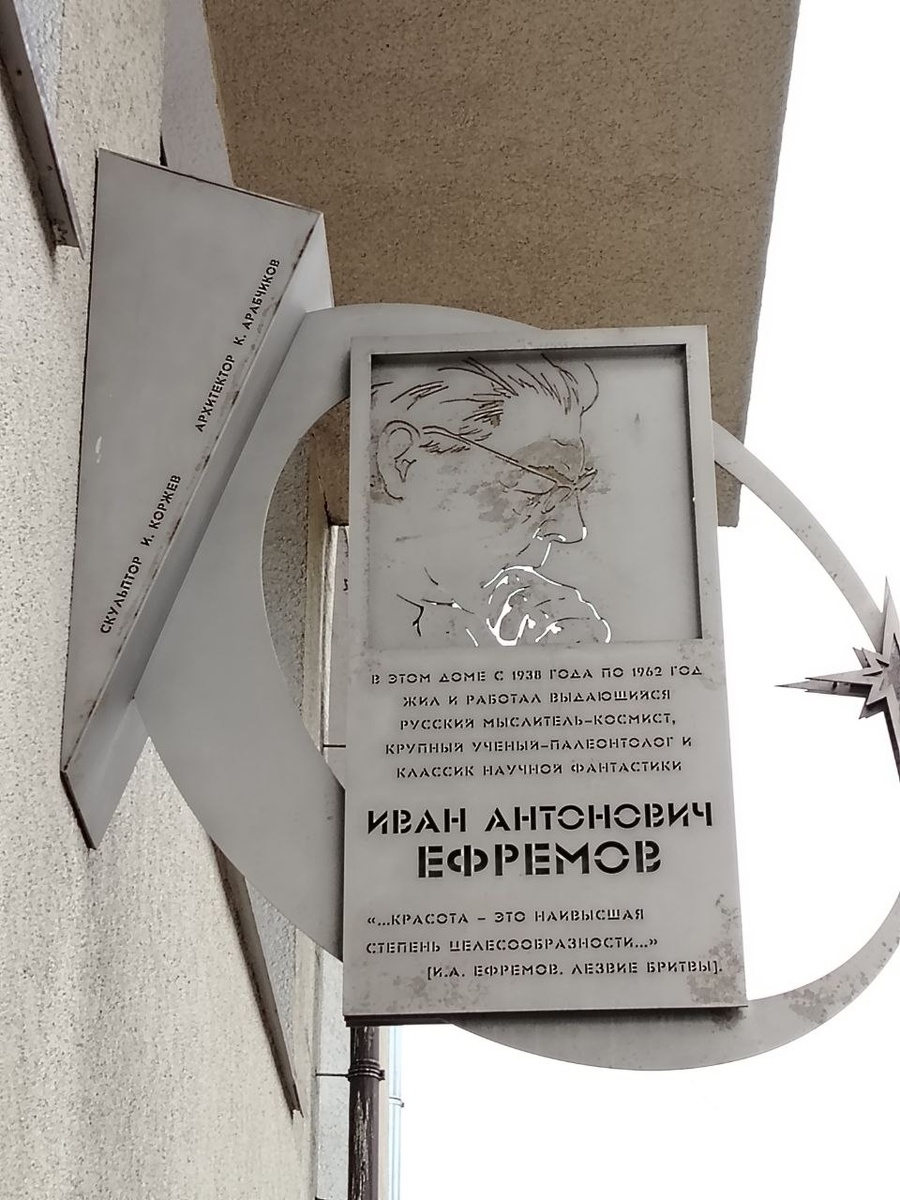 СКУЛЬПТОР И. КОРЖЕВ АРХИТЕКТОР К. АРАБЧИКОВ
В ЭТОМ ДОМЕ С 1938 ГОДА ПО 1962 ГОД
ЖИЛ И РАБОТАЛ ВЫДАЮЩИЙСЯ
РУССКИЙ МЫСЛИТЕЛЬ-КОСМИСТ,
КРУПНЫЙ УЧЕНЫЙ-ПАЛЕОНТОЛОГ И
КЛАССИК НАУЧНОЙ ФАНТАСТИКИ
ИВАН АНТОНОВИЧ
ЕФРЕМОВ
«...КРАСОТА – ЭТО НАИВЫСШАЯ
СТЕПЕНЬ ЦЕЛЕСООБРАЗНОСТИ...»
[И.А. ЕФРЕМОВ. ЛЕЗВИЕ БРИТВЫ].